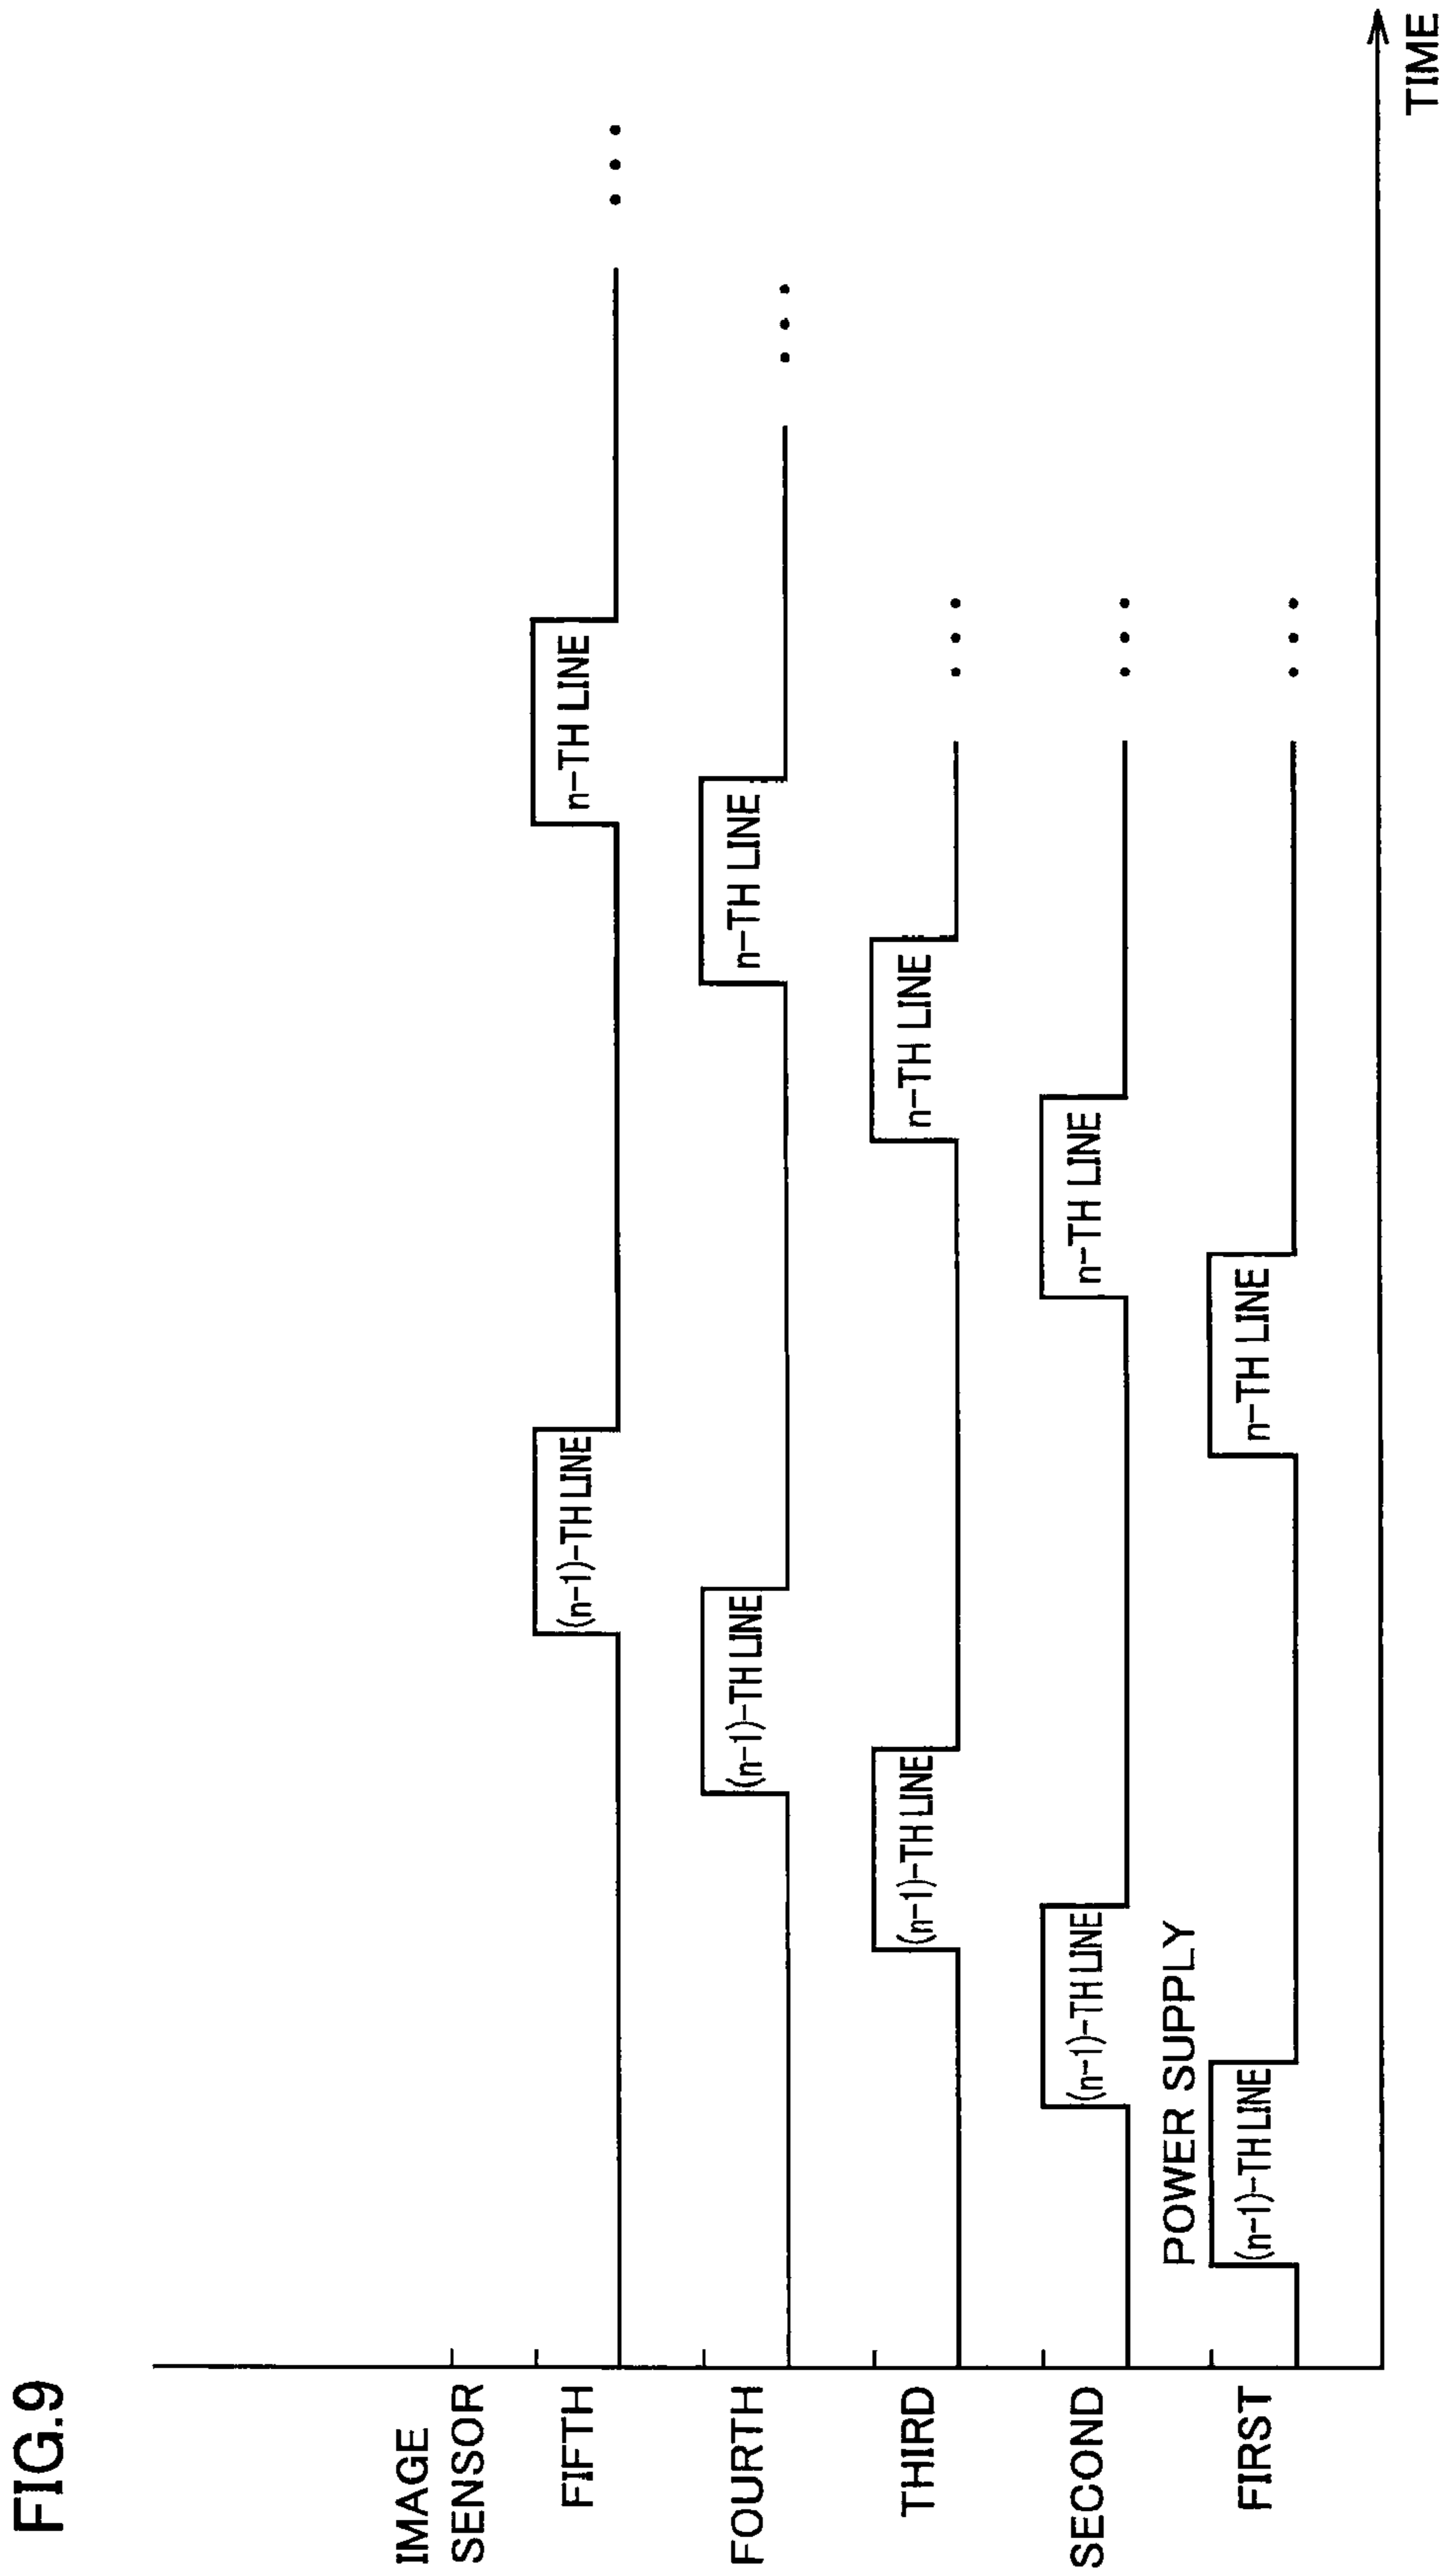 FIG.9
IMAGE
SENSOR
FIFTH
(n-1)-TH LINE
n-TH LINE
FOURTH
(n-1)-TH LINE
n-TH LINE
THIRD
(n-1)-TH LINE
n-TH LINE
SECOND
(n-1)-TH LINE
n-TH LINE
POWER SUPPLY
FIRST
(n-1)-TH LINE
n-TH LINE
TIME